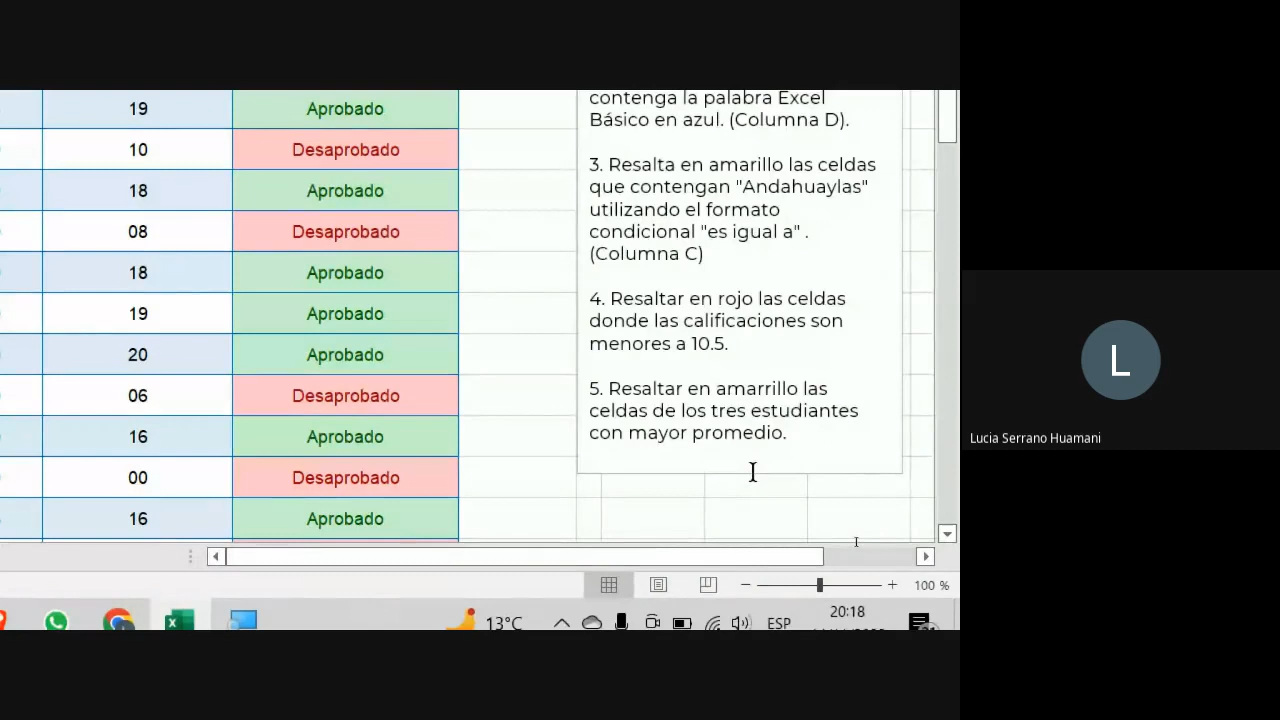 19 Aprobado
10 Desaprobado
18 Aprobado
08 Desaprobado
18 Aprobado
19 Aprobado
20 Aprobado
06 Desaprobado
16 Aprobado
00 Desaprobado
16 Aprobado
contenga la palabra Excel
Básico en azul. (Columna D).
3. Resalta en amarillo las celdas
que contengan "Andahuaylas"
utilizando el formato
condicional "es igual a" .
(Columna C)
4. Resaltar en rojo las celdas
donde las calificaciones son
menores a 10.5.
5. Resaltar en amarrillo las
celdas de los tres estudiantes
con mayor promedio.
100 %
13°C
ESP
20:18
L
Lucia Serrano Huamani